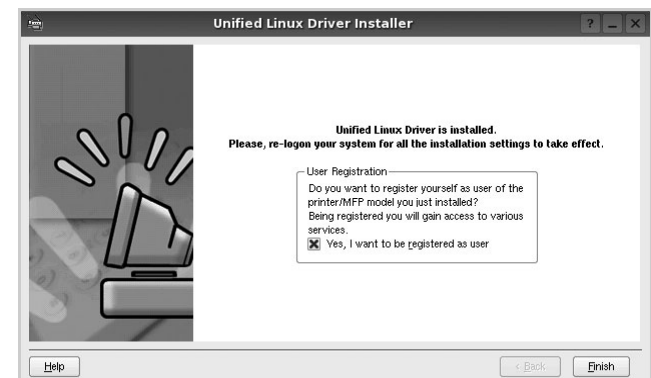 Unified Linux Driver Installer
Unified Linux Driver is installed.
Please, re-logon your system for all the installation settings to take effect.
User Registration
Do you want to register yourself as user of the
printer/MFP model you just installed?
Being registered you will gain access to various
services.
Yes, I want to be registered as user
Help
< Back
Finish